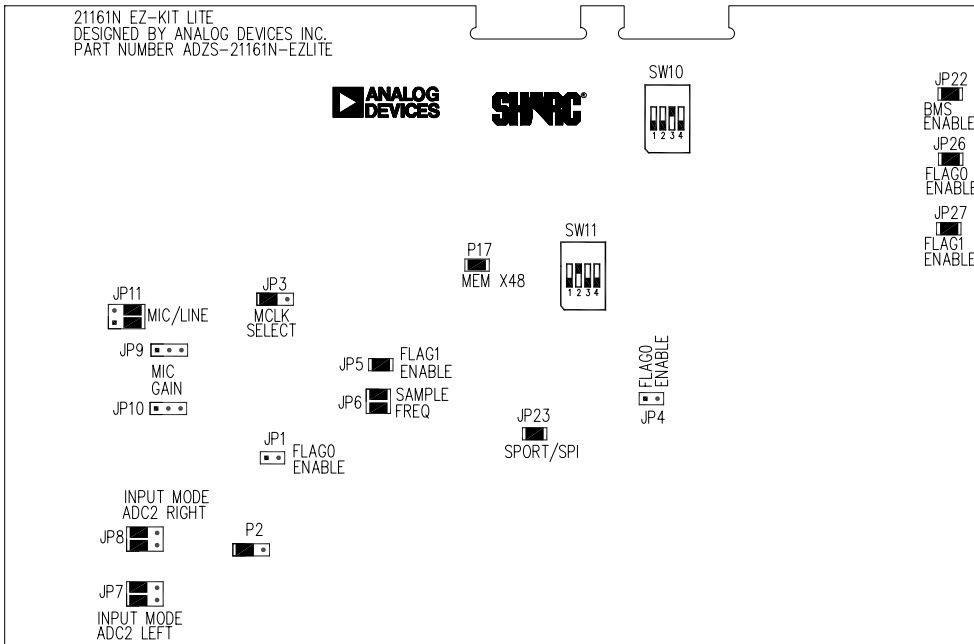 21161N EZ-KIT LITE
DESIGNED BY ANALOG DEVICES INC.
PART NUMBER ADZS-21161N-EZLITE
ANALOG
DEVICES
SHARC®
SW10
1 2 3 4
JP22
BMS
ENABLE
JP26
FLAG0
ENABLE
JP27
FLAG1
ENABLE
SW11
1 2 3 4
P17
MEM X48
JP3
MCLK
SELECT
JP11
MIC/LINE
JP9
MIC
GAIN
JP10
JP5
FLAG1
ENABLE
JP6
SAMPLE
FREQ
FLAG0
ENABLE
JP4
JP23
SPORT/SPI
JP1
FLAG0
ENABLE
INPUT MODE
ADC2 RIGHT
JP8
P2
JP7
INPUT MODE
ADC2 LEFT